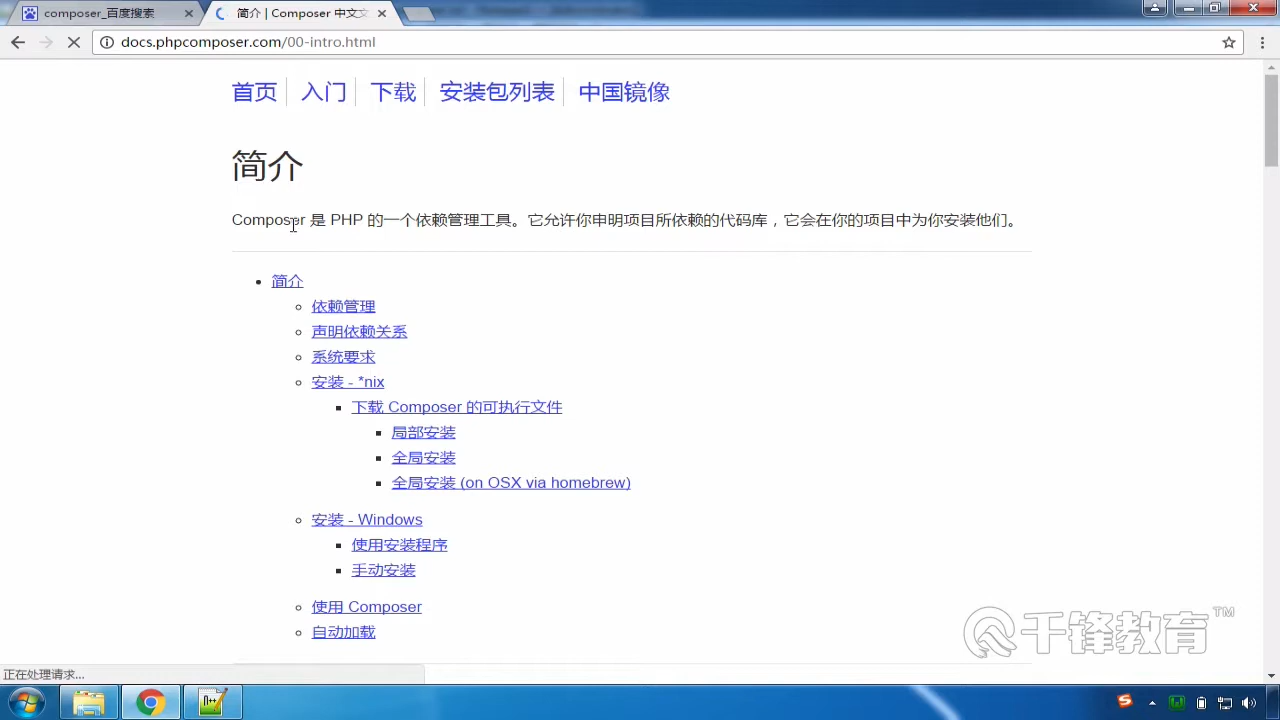 composer_百度搜索
简介 | Composer 中文文
docs.phpcomposer.com/00-intro.html
首页 入门 下载 安装包列表 中国镜像
简介
Composer 是 PHP 的一个依赖管理工具。它允许你申明项目所依赖的代码库，它会在你的项目中为你安装他们。
简介
依赖管理
声明依赖关系
系统要求
安装 - *nix
下载 Composer 的可执行文件
局部安装
全局安装
全局安装 (on OSX via homebrew)
安装 - Windows
使用安装程序
手动安装
使用 Composer
自动加载
千锋教育 TM
正在处理请求...